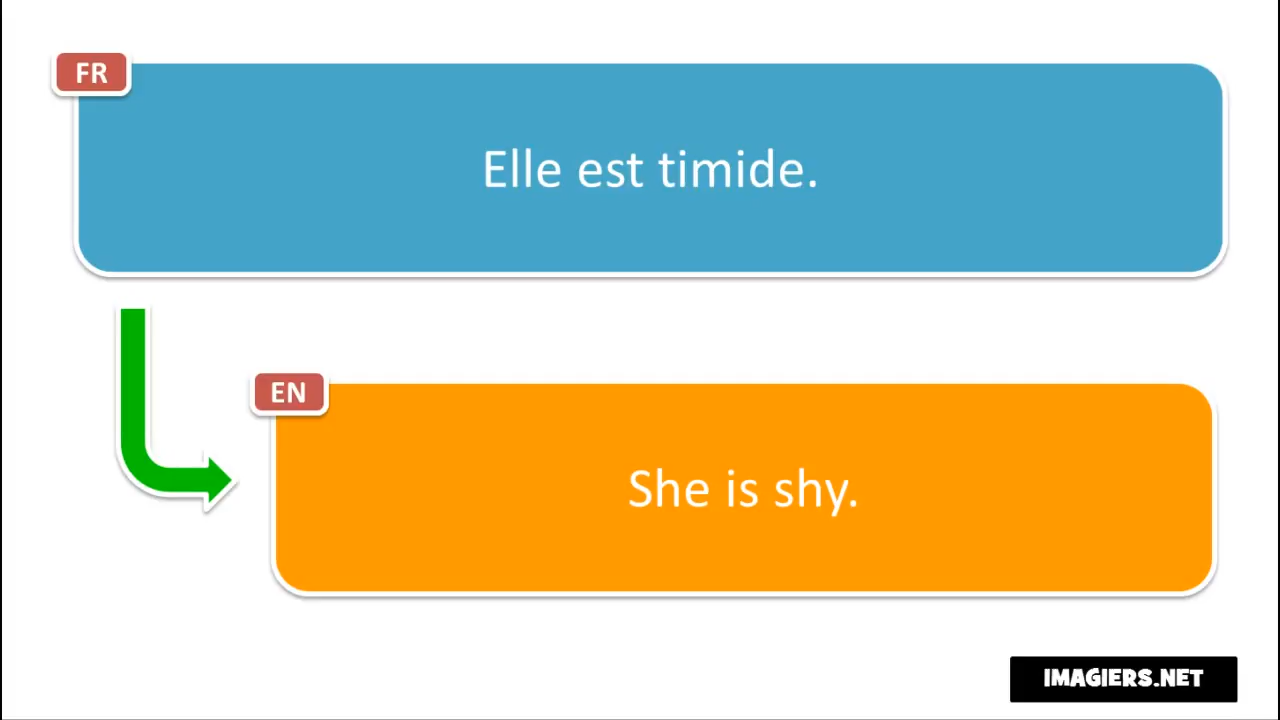 FR
Elle est timide.
EN
She is shy.
IMAGIERS.NET